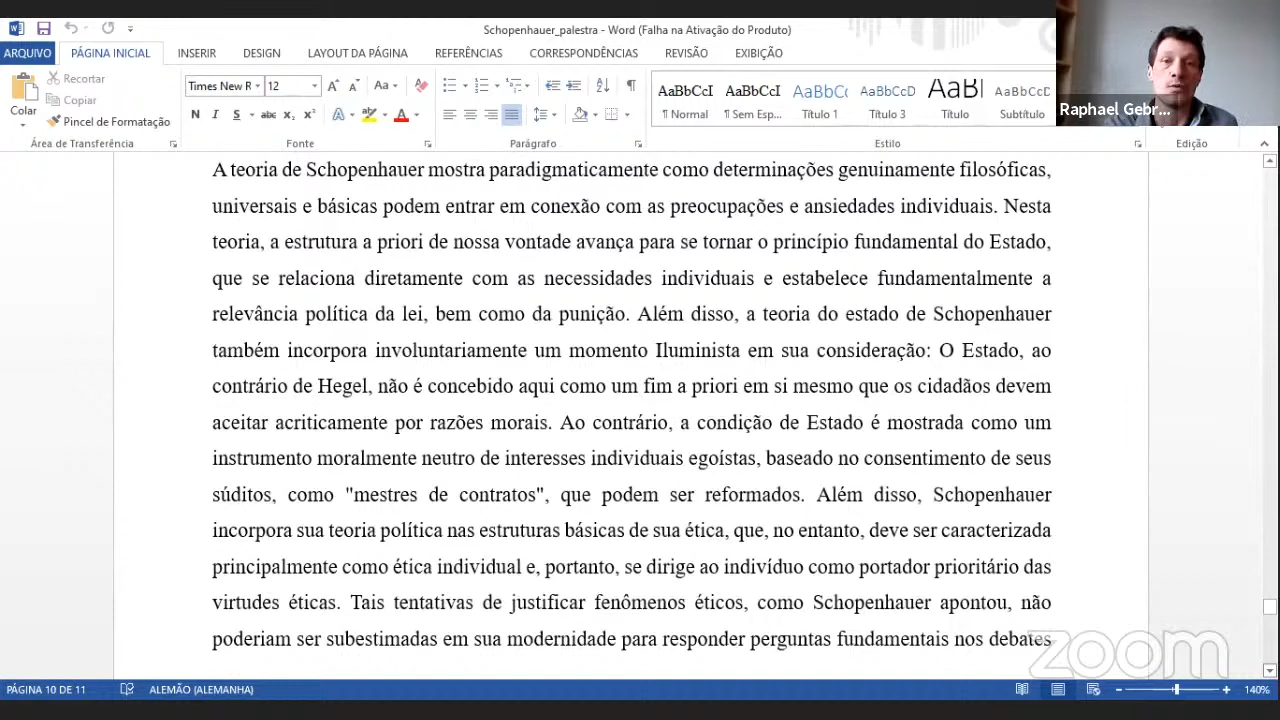 Schopenhauer_palestra - Word (Falha na Ativação do Produto)
ARQUIVO PÁGINA INICIAL INSERIR DESIGN LAYOUT DA PÁGINA REFERÊNCIAS CORRESPONDÊNCIAS REVISÃO EXIBIÇÃO
Colar
Recortar
Copiar
Pincel de Formatação
Área de Transferência
Times New R 12 Aa
N I S abc x₂ x² A A
Fonte
Parágrafo
AaBbCcI AaBbCcI AaBbCc AaBbCcD AaBl AaBbCcD
¶ Normal ¶ Sem Esp... Título 1 Título 3 Título Subtítulo
Estilo
Edição
Raphael Gebr...
A teoria de Schopenhauer mostra paradigmaticamente como determinações genuinamente filosóficas,
universais e básicas podem entrar em conexão com as preocupações e ansiedades individuais. Nesta
teoria, a estrutura a priori de nossa vontade avança para se tornar o princípio fundamental do Estado,
que se relaciona diretamente com as necessidades individuais e estabelece fundamentalmente a
relevância política da lei, bem como da punição. Além disso, a teoria do estado de Schopenhauer
também incorpora involuntariamente um momento Iluminista em sua consideração: O Estado, ao
contrário de Hegel, não é concebido aqui como um fim a priori em si mesmo que os cidadãos devem
aceitar acriticamente por razões morais. Ao contrário, a condição de Estado é mostrada como um
instrumento moralmente neutro de interesses individuais egoístas, baseado no consentimento de seus
súditos, como "mestres de contratos", que podem ser reformados. Além disso, Schopenhauer
incorpora sua teoria política nas estruturas básicas de sua ética, que, no entanto, deve ser caracterizada
principalmente como ética individual e, portanto, se dirige ao indivíduo como portador prioritário das
virtudes éticas. Tais tentativas de justificar fenômenos éticos, como Schopenhauer apontou, não
poderiam ser subestimadas em sua modernidade para responder perguntas fundamentais nos debates
zoom
PÁGINA 10 DE 11 ALEMÃO (ALEMANHA) 140%